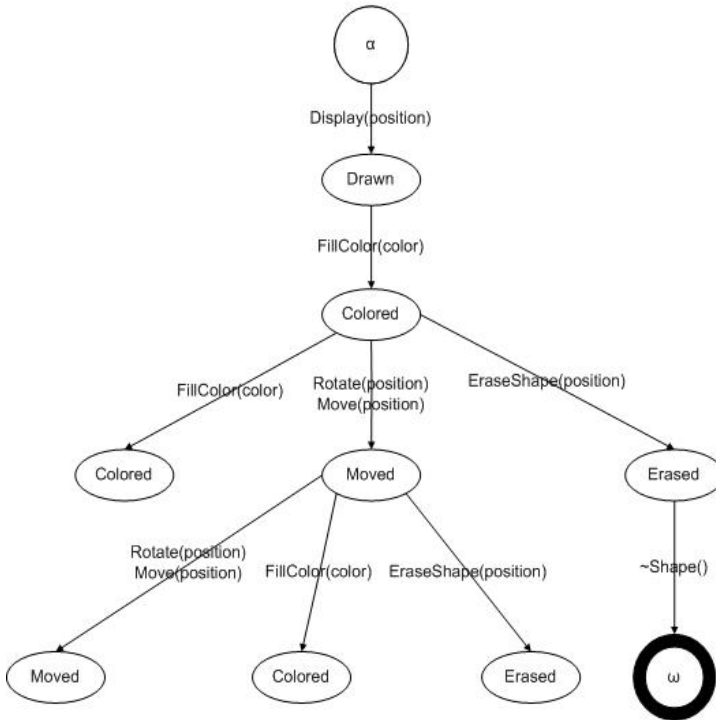 α
Display(position)
Drawn
FillColor(color)
Colored
FillColor(color)
Rotate(position)
Move(position)
EraseShape(position)
Colored
Moved
Erased
Rotate(position)
Move(position)
FillColor(color)
EraseShape(position)
~Shape()
Moved
Colored
Erased
ω